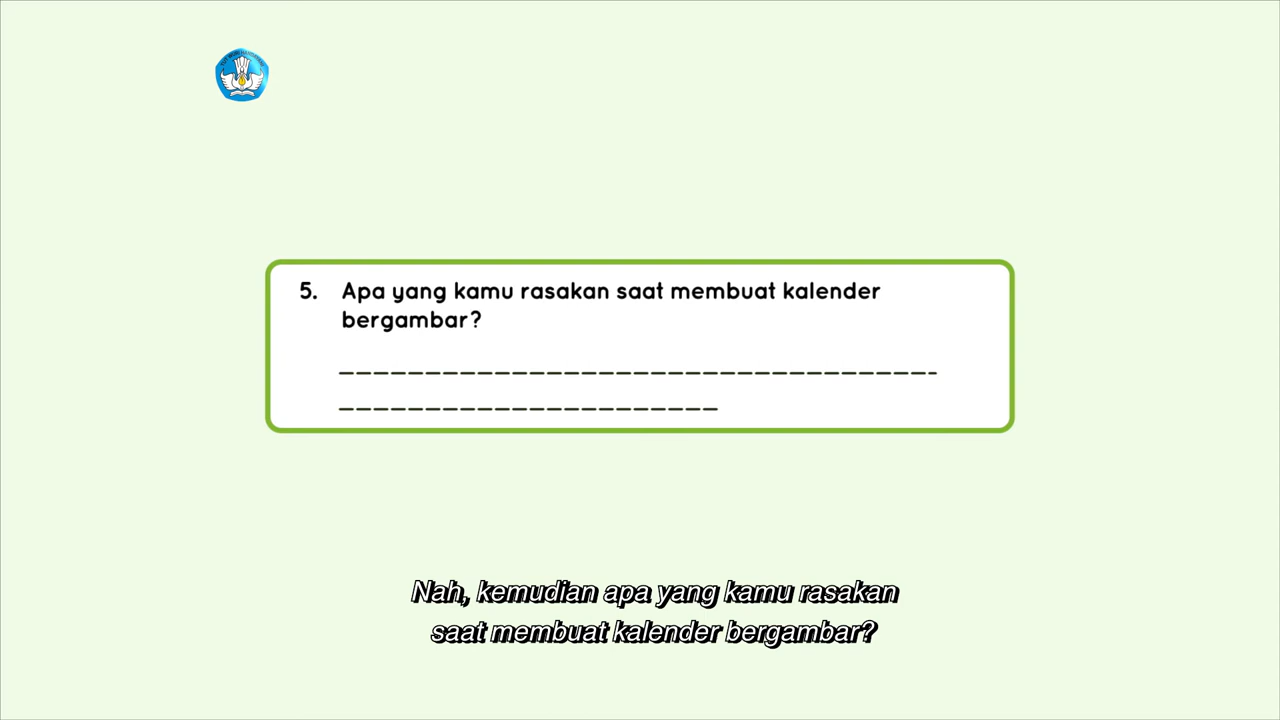 5. Apa yang kamu rasakan saat membuat kalender
bergambar?
Nah, kemudian apa yang kamu rasakan
saat membuat kalender bergambar?